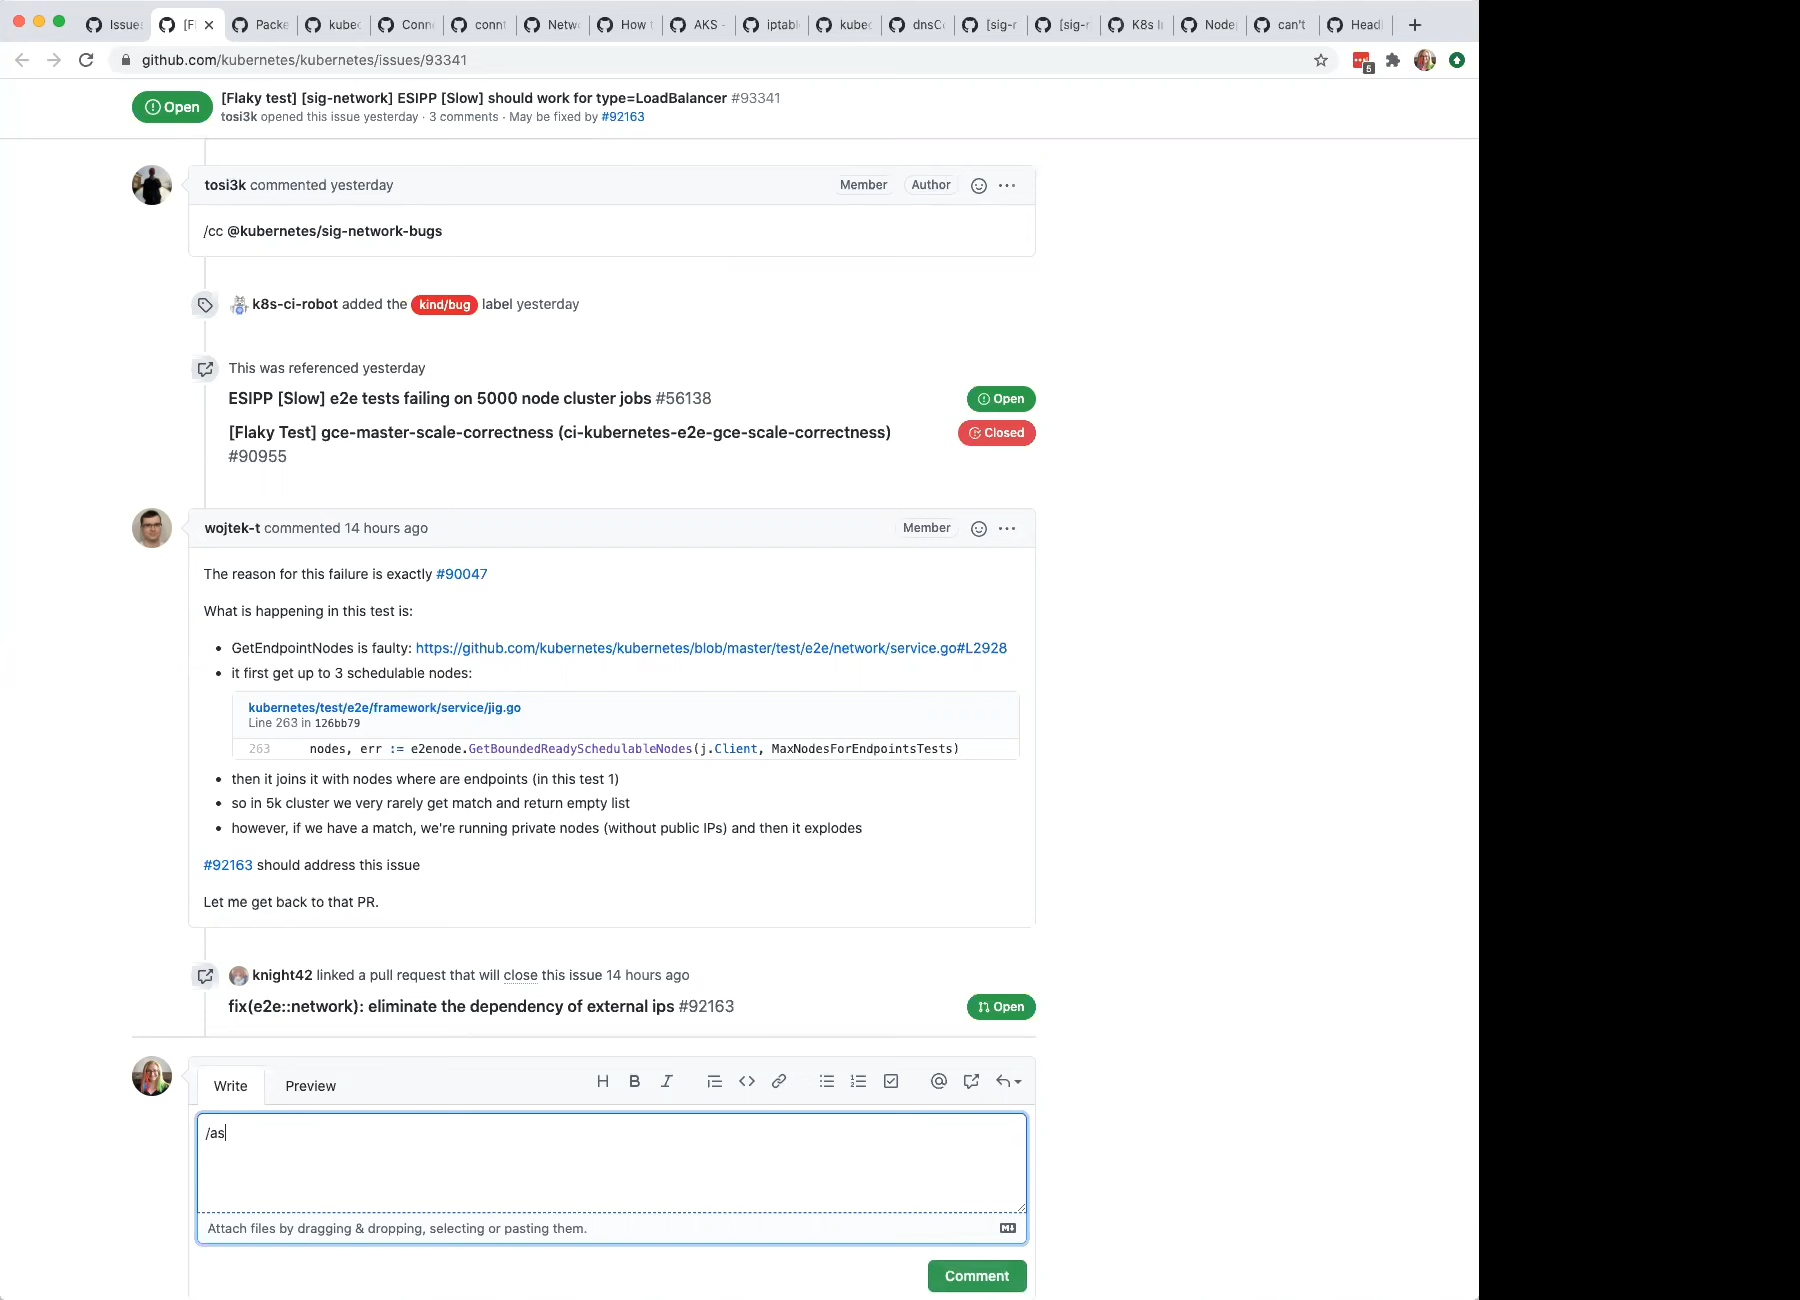 Issue
[F
Packe
kubec
Conn
connt
Netw
How t
AKS -
iptabl
kubec
dnsCo
[sig-r
[sig-r
K8s I
Node
can't
Headl
github.com/kubernetes/kubernetes/issues/93341
5
Open
[Flaky test] [sig-network] ESIPP [Slow] should work for type=LoadBalancer #93341
tosi3k opened this issue yesterday · 3 comments · May be fixed by #92163
tosi3k commented yesterday
Member
Author
/cc @kubernetes/sig-network-bugs
k8s-ci-robot added the kind/bug label yesterday
This was referenced yesterday
ESIPP [Slow] e2e tests failing on 5000 node cluster jobs #56138
Open
[Flaky Test] gce-master-scale-correctness (ci-kubernetes-e2e-gce-scale-correctness)
#90955
Closed
wojtek-t commented 14 hours ago
Member
The reason for this failure is exactly #90047
What is happening in this test is:
• GetEndpointNodes is faulty: https://github.com/kubernetes/kubernetes/blob/master/test/e2e/network/service.go#L2928
• it first get up to 3 schedulable nodes:
kubernetes/test/e2e/framework/service/jig.go
Line 263 in 126bb79
263 nodes, err := e2enode.GetBoundedReadySchedulableNodes(j.Client, MaxNodesForEndpointsTests)
• then it joins it with nodes where are endpoints (in this test 1)
• so in 5k cluster we very rarely get match and return empty list
• however, if we have a match, we're running private nodes (without public IPs) and then it explodes
#92163 should address this issue
Let me get back to that PR.
knight42 linked a pull request that will close this issue 14 hours ago
fix(e2e::network): eliminate the dependency of external ips #92163
Open
Write
Preview
/as
Attach files by dragging & dropping, selecting or pasting them.
Comment